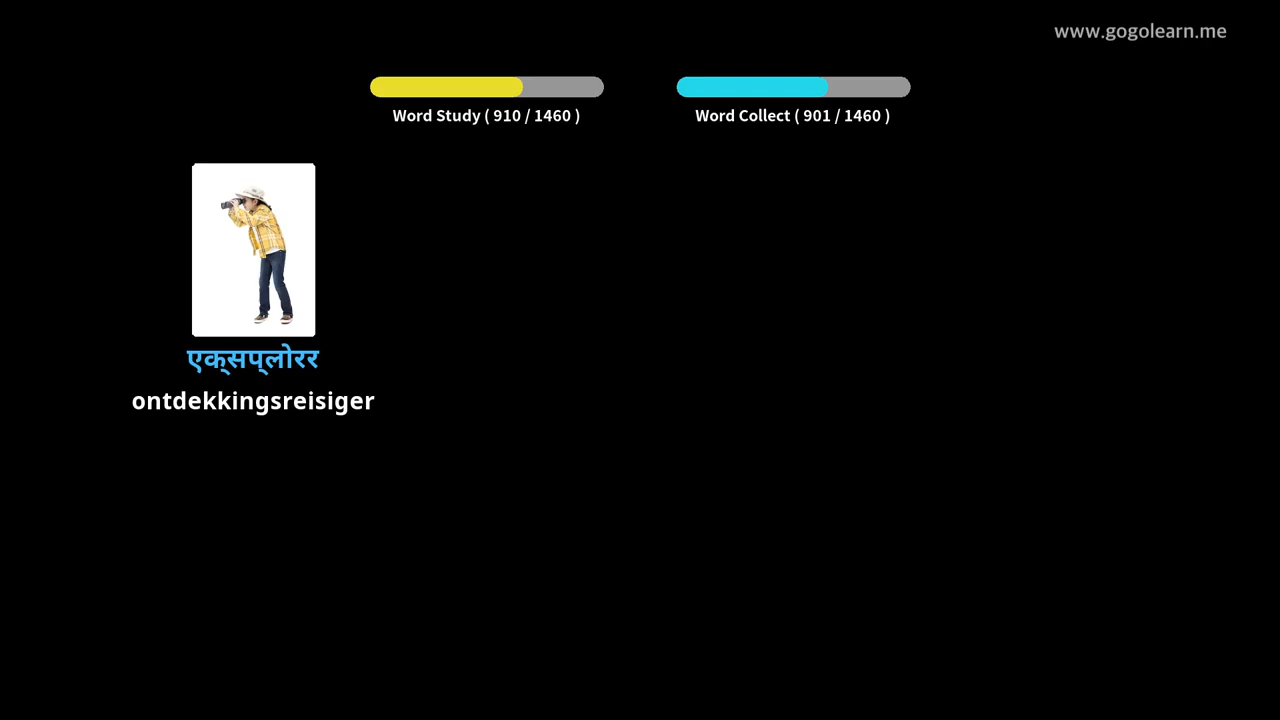 www.gogolearn.me
Word Study ( 910 / 1460 )
Word Collect ( 901 / 1460 )
एक्सप्लोरर
ontdekkingsreisiger